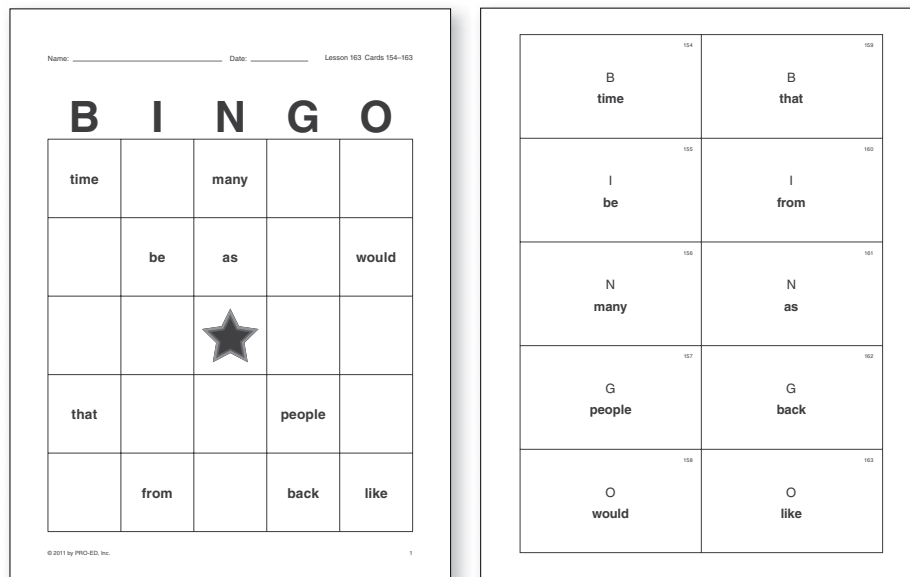 Name: Date: Lesson 163 Cards 154–163
B I N G O
time many
be as would
that people
from back like
© 2011 by PRO-ED, Inc. 1
154
B
time
159
B
that
155
I
be
160
I
from
156
N
many
161
N
as
157
G
people
162
G
back
158
O
would
163
O
like